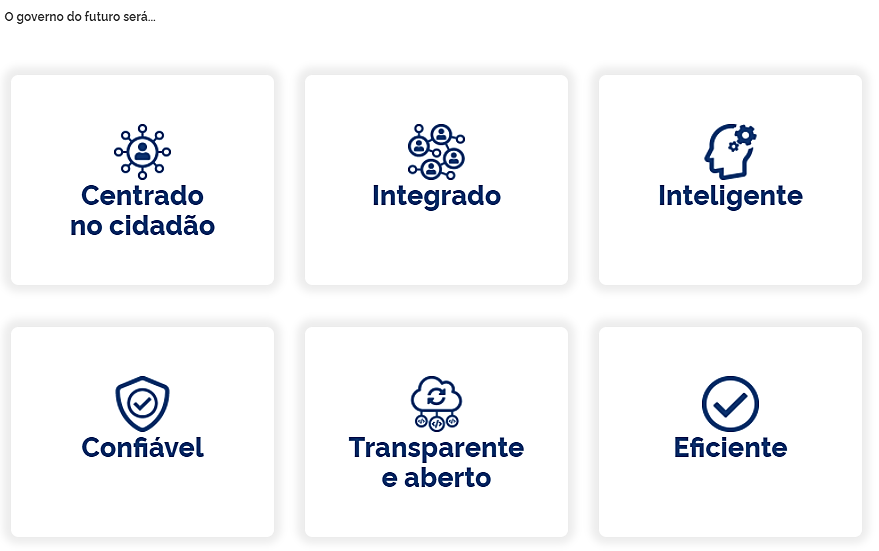 O governo do futuro será...
Centrado
no cidadão
Integrado
Inteligente
Confiável
Transparente
e aberto
Eficiente